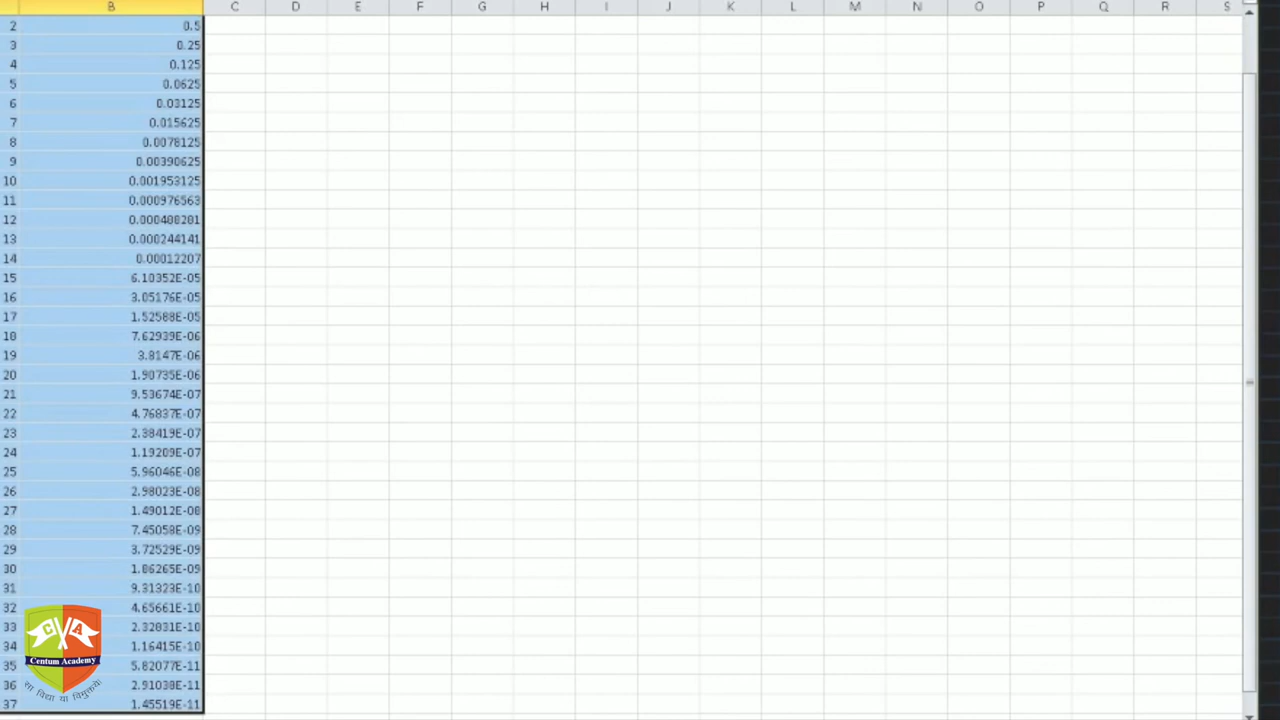 B C D E F G H I J K L M N O P Q R S
2 0.5
3 0.25
4 0.125
5 0.0625
6 0.03125
7 0.015625
8 0.0078125
9 0.00390625
10 0.001953125
11 0.000976563
12 0.000488281
13 0.000244141
14 0.00012207
15 6.10352E-05
16 3.05176E-05
17 1.52588E-05
18 7.62939E-06
19 3.8147E-06
20 1.90735E-06
21 9.53674E-07
22 4.76837E-07
23 2.38419E-07
24 1.19209E-07
25 5.96046E-08
26 2.98023E-08
27 1.49012E-08
28 7.45058E-09
29 3.72529E-09
30 1.86265E-09
31 9.31323E-10
32 4.65661E-10
33 2.32831E-10
34 1.16415E-10
35 5.82077E-11
36 2.91038E-11
37 1.45519E-11
C A
Centum Academy
सा विद्या या विमुक्तये